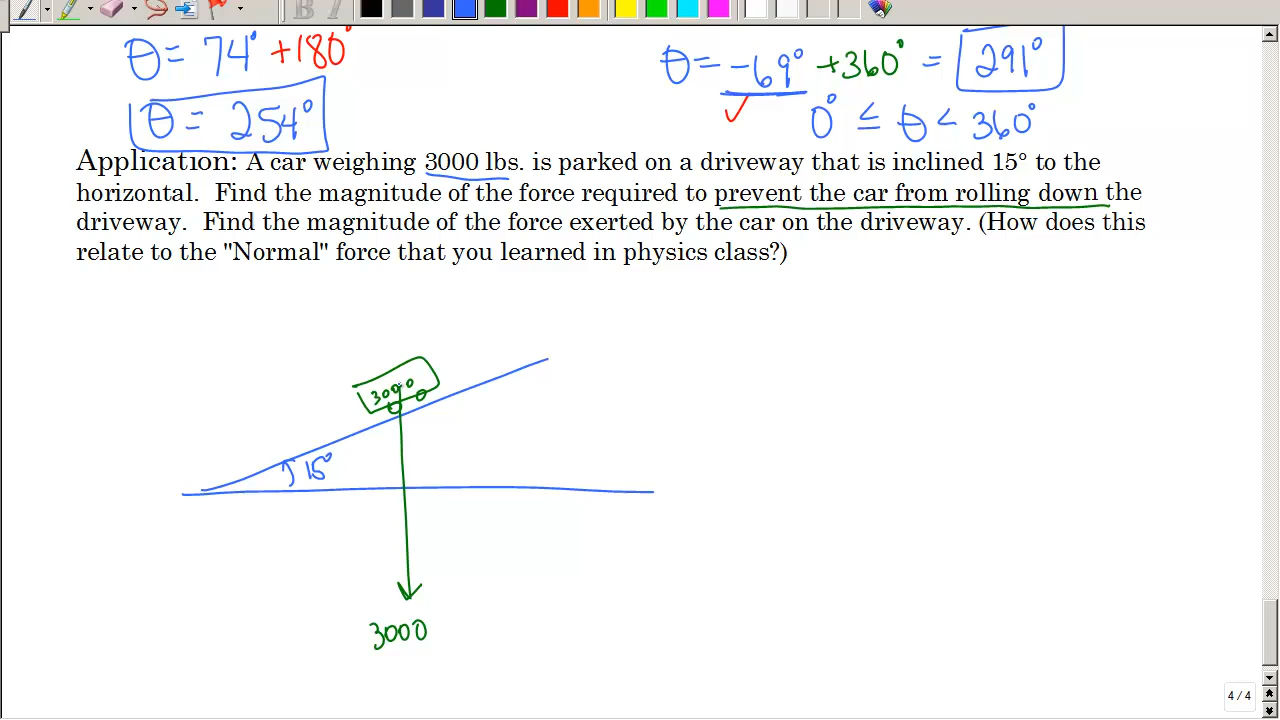 B I
θ = 74° +180°
θ = -69° +360° = 291°
θ = 254°
0° ≤ θ < 360°
Application: A car weighing 3000 lbs. is parked on a driveway that is inclined 15° to the
horizontal. Find the magnitude of the force required to prevent the car from rolling down the
driveway. Find the magnitude of the force exerted by the car on the driveway. (How does this
relate to the "Normal" force that you learned in physics class?)
3000
15°
3000
4/4